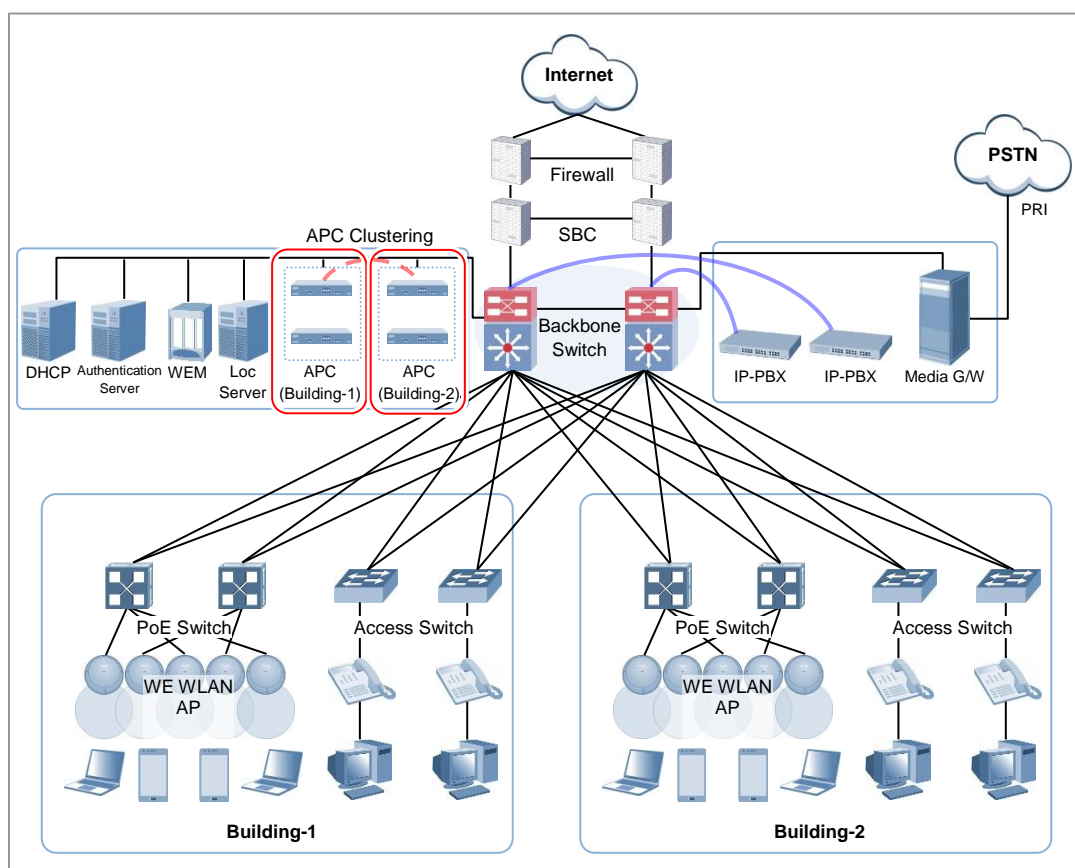 Internet
Firewall
PSTN
PRI
SBC
APC Clustering
Backbone
Switch
DHCP
Authentication
Server
WEM
Loc
Server
APC
(Building-1)
APC
(Building-2)
IP-PBX
IP-PBX
Media G/W
PoE Switch
Access Switch
WE WLAN
AP
Building-1
PoE Switch
Access Switch
WE WLAN
AP
Building-2